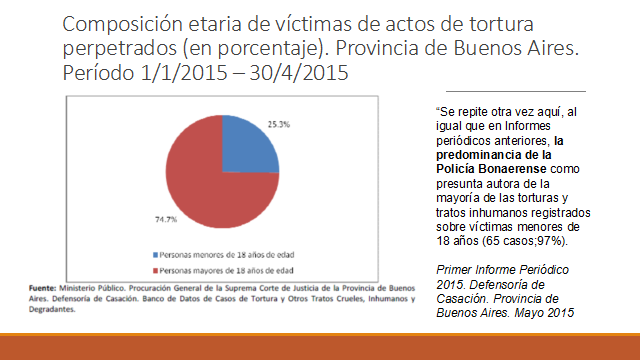 Composición etaria de víctimas de actos de tortura
perpetrados (en porcentaje). Provincia de Buenos Aires.
Período 1/1/2015 – 30/4/2015
25.3%
74.7%
Personas menores de 18 años de edad
Personas mayores de 18 años de edad
Fuente: Ministerio Público. Procuración General de la Suprema Corte de Justicia de la Provincia de Buenos
Aires. Defensoría de Casación. Banco de Datos de Casos de Tortura y Otros Tratos Crueles, Inhumanos y
Degradantes.
“Se repite otra vez aquí, al
igual que en Informes
periódicos anteriores, la
predominancia de la
Policía Bonaerense como
presunta autora de la
mayoría de las torturas y
tratos inhumanos registrados
sobre víctimas menores de
18 años (65 casos;97%).
Primer Informe Periódico
2015. Defensoría de
Casación. Provincia de
Buenos Aires. Mayo 2015